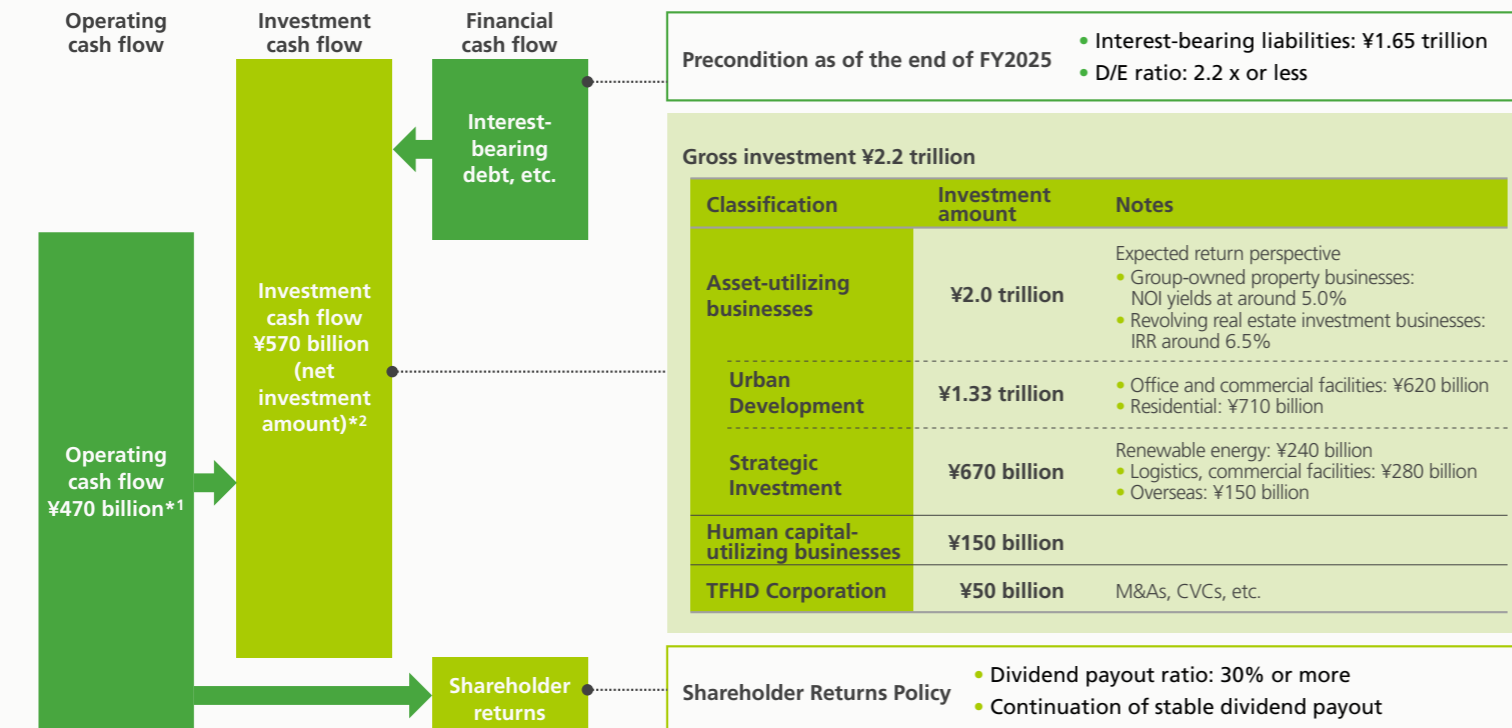 Operating
cash flow
Investment
cash flow
Financial
cash flow
Interest-
bearing
debt, etc.
Investment
cash flow
¥570 billion
(net
investment
amount)*2
Operating
cash flow
¥470 billion*1
Shareholder
returns
Precondition as of the end of FY2025
• Interest-bearing liabilities: ¥1.65 trillion
• D/E ratio: 2.2 x or less
Gross investment ¥2.2 trillion
Classification
Investment
amount
Notes
Asset-utilizing
businesses
¥2.0 trillion
Expected return perspective
• Group-owned property businesses:
NOI yields at around 5.0%
• Revolving real estate investment businesses:
IRR around 6.5%
Urban
Development
¥1.33 trillion
• Office and commercial facilities: ¥620 billion
• Residential: ¥710 billion
Strategic
Investment
¥670 billion
Renewable energy: ¥240 billion
• Logistics, commercial facilities: ¥280 billion
• Overseas: ¥150 billion
Human capital-
utilizing businesses
¥150 billion
TFHD Corporation
¥50 billion
M&As, CVCs, etc.
Shareholder Returns Policy
• Dividend payout ratio: 30% or more
• Continuation of stable dividend payout